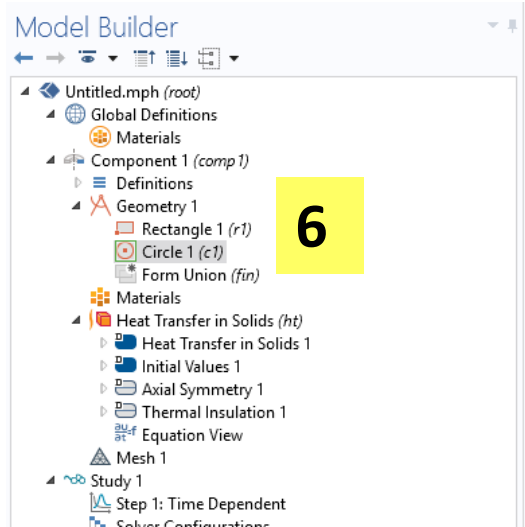 Model Builder
Untitled.mph (root)
Global Definitions
Materials
Component 1 (comp1)
Definitions
Geometry 1
Rectangle 1 (r1)
6
Circle 1 (c1)
Form Union (fin)
Materials
Heat Transfer in Solids (ht)
Heat Transfer in Solids 1
Initial Values 1
Axial Symmetry 1
Thermal Insulation 1
Equation View
Mesh 1
Study 1
Step 1: Time Dependent
Solver Configurations